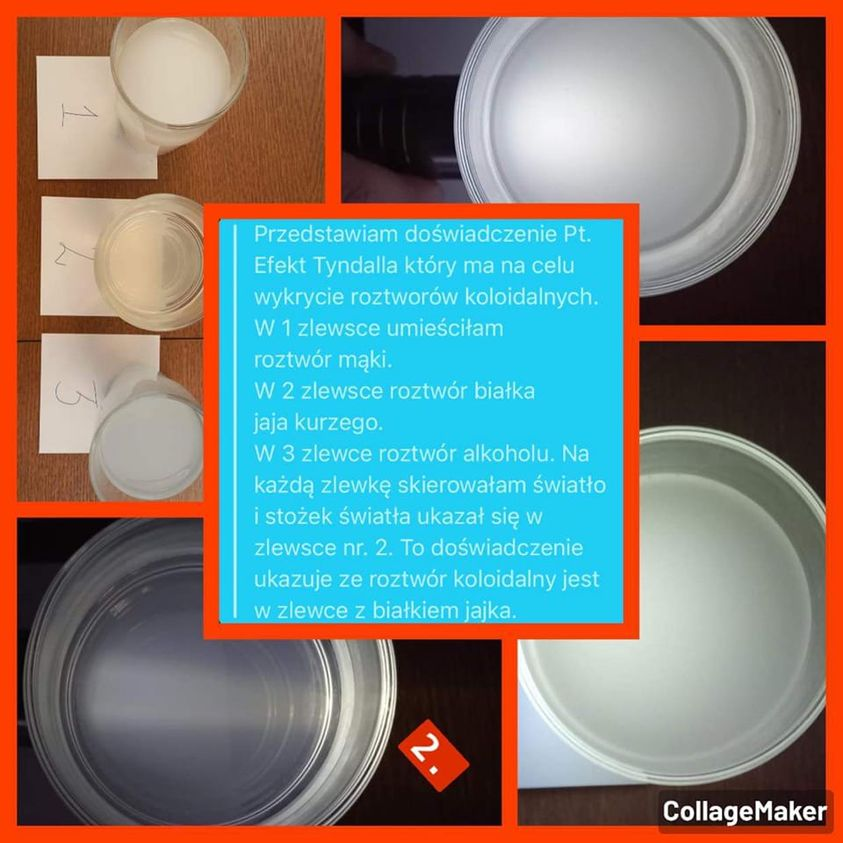 1
2
3
Przedstawiam doświadczenie Pt.
Efekt Tyndalla który ma na celu
wykrycie roztworów koloidalnych.
W 1 zlewsce umieściłam
roztwór mąki.
W 2 zlewsce roztwór białka
jaja kurzego.
W 3 zlewce roztwór alkoholu. Na
każdą zlewkę skierowałam światło
i stożek światła ukazał się w
zlewsce nr. 2. To doświadczenie
ukazuje ze roztwór koloidalny jest
w zlewce z białkiem jajka.
2.
CollageMaker